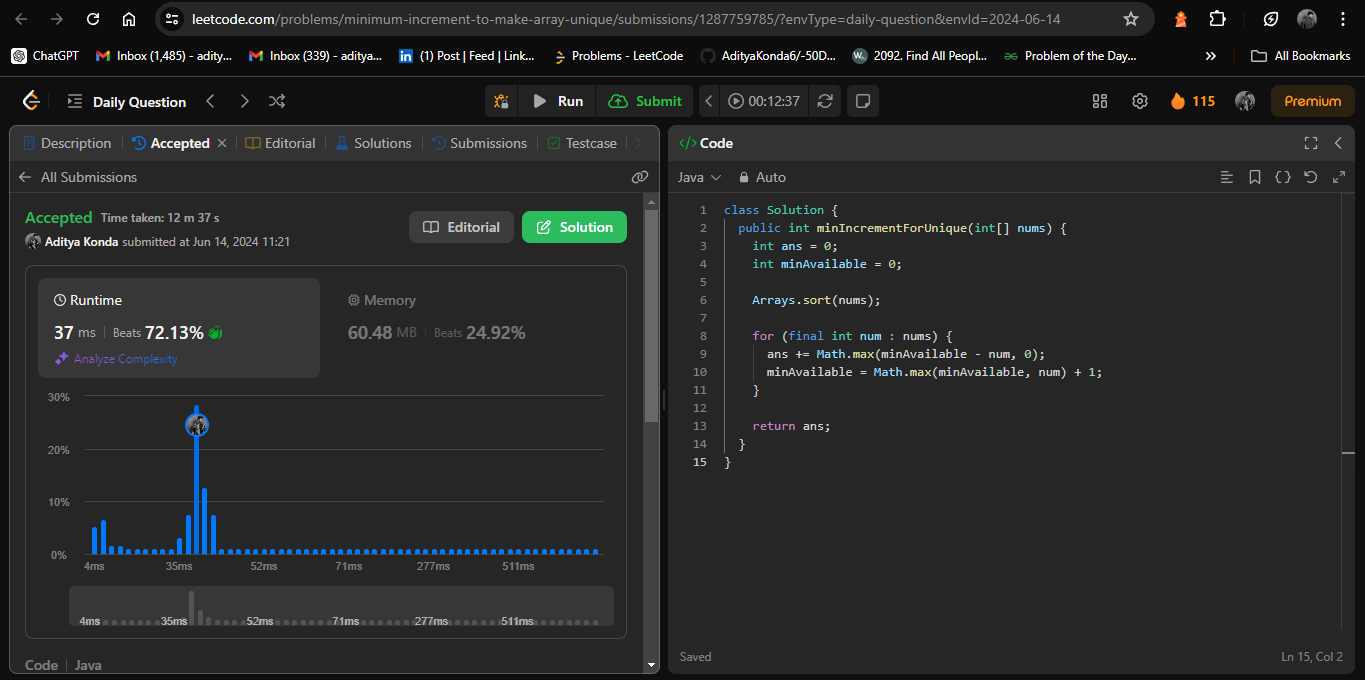 leetcode.com/problems/minimum-increment-to-make-array-unique/submissions/1287759785/?envType=daily-question&envId=2024-06-14
ChatGPT Inbox (1,485) - adity... Inbox (339) - aditya... (1) Post | Feed | Link... Problems - LeetCode AdityaKonda6/-50D... 2092. Find All Peopl... Problem of the Day... » All Bookmarks
Daily Question Run Submit 00:12:37 115 Premium
Description Accepted Editorial Solutions Submissions Testcase
All Submissions
Accepted Time taken: 12 m 37 s
Aditya Konda submitted at Jun 14, 2024 11:21
Editorial Solution
Runtime
37 ms Beats 72.13%
Analyze Complexity
Memory
60.48 MB Beats 24.92%
30%
20%
10%
0%
4ms 35ms 52ms 71ms 277ms 511ms
4ms 35ms 52ms 71ms 277ms 511ms
Code Java
</> Code
Java Auto
1 class Solution {
2 public int minIncrementForUnique(int[] nums) {
3 int ans = 0;
4 int minAvailable = 0;
5
6 Arrays.sort(nums);
7
8 for (final int num : nums) {
9 ans += Math.max(minAvailable - num, 0);
10 minAvailable = Math.max(minAvailable, num) + 1;
11 }
12
13 return ans;
14 }
15 }
Saved Ln 15, Col 2